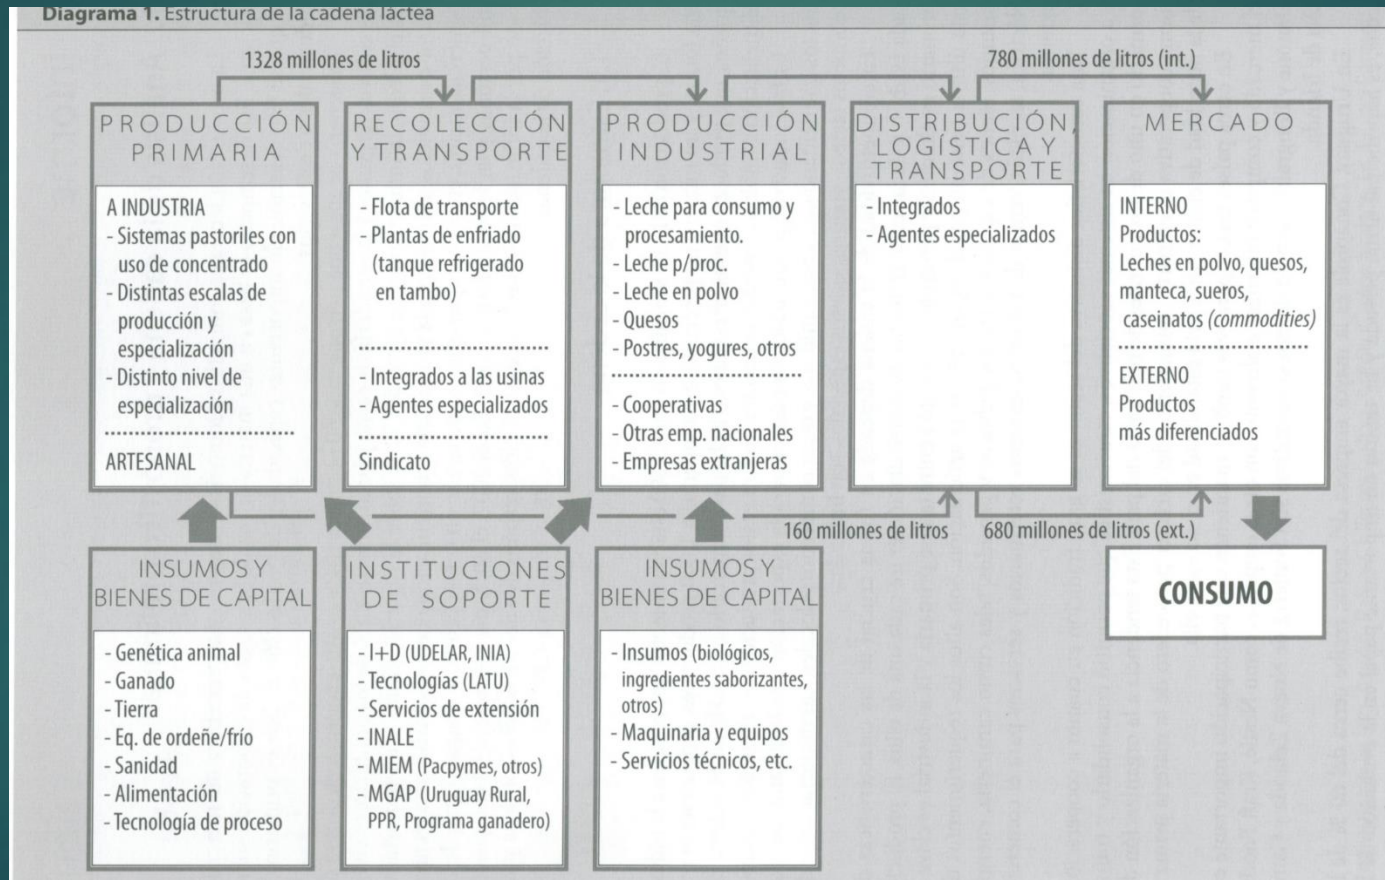 Diagrama 1. Estructura de la cadena láctea
1328 millones de litros
780 millones de litros (int.)
PRODUCCIÓN
PRIMARIA
A INDUSTRIA
- Sistemas pastoriles con
uso de concentrado
- Distintas escalas de
producción y
especialización
- Distinto nivel de
especialización
ARTESANAL
RECOLECCIÓN
Y TRANSPORTE
- Flota de transporte
- Plantas de enfriado
(tanque refrigerado
en tambo)
- Integrados a las usinas
- Agentes especializados
Sindicato
PRODUCCIÓN
INDUSTRIAL
- Leche para consumo y
procesamiento.
- Leche p/proc.
- Leche en polvo
- Quesos
- Postres, yogures, otros
- Cooperativas
- Otras emp. nacionales
- Empresas extranjeras
DISTRIBUCIÓN,
LOGÍSTICA Y
TRANSPORTE
- Integrados
- Agentes especializados
MERCADO
INTERNO
Productos:
Leches en polvo, quesos,
manteca, sueros,
caseinatos (commodities)
EXTERNO
Productos
más diferenciados
160 millones de litros
680 millones de litros (ext.)
INSUMOS Y
BIENES DE CAPITAL
- Genética animal
- Ganado
- Tierra
- Eq. de ordeñe/frío
- Sanidad
- Alimentación
- Tecnología de proceso
INSTITUCIONES
DE SOPORTE
- I+D (UDELAR, INIA)
- Tecnologías (LATU)
- Servicios de extensión
- INALE
- MIEM (Pacpymes, otros)
- MGAP (Uruguay Rural,
PPR, Programa ganadero)
INSUMOS Y
BIENES DE CAPITAL
- Insumos (biológicos,
ingredientes saborizantes,
otros)
- Maquinaria y equipos
- Servicios técnicos, etc.
CONSUMO